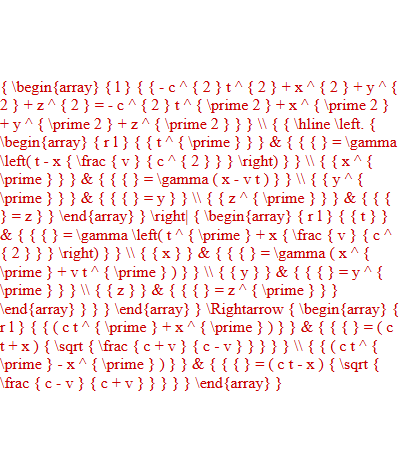 { \begin{array} {1} { { - c ^ { 2 } t ^ { 2 } + x ^ { 2 } + y ^ {
2 } + z ^ { 2 } = - c ^ { 2 } t ^ { \prime 2 } + x ^ { \prime 2 }
+ y ^ { \prime 2 } + z ^ { \prime 2 } } } \\ { { \hline \left. {
\begin{array} { r l } { { t ^ { \prime } } } & { { { } = \gamma
\left( t - x { \frac { v } { c ^ { 2 } } } \right) } } \\ { { x ^ {
\prime } } } & { { { } = \gamma ( x - v t ) } } \\ { { y ^ {
\prime } } } & { { { } = y } } \\ { { z ^ { \prime } } } & { { {
} = z } } \end{array} } \right| { \begin{array} { r l } { { t } }
& { { { } = \gamma \left( t ^ { \prime } + x { \frac { v } { c ^
{ 2 } } } \right) } } \\ { { x } } & { { { } = \gamma ( x ^ {
\prime } + v t ^ { \prime } ) } } \\ { { y } } & { { { } = y ^ {
\prime } } } \\ { { z } } & { { { } = z ^ { \prime } } }
\end{array} } } } \end{array} } \Rightarrow { \begin{array} {
r l } { { ( c t ^ { \prime } + x ^ { \prime } ) } } & { { { } = ( c
t + x ) { \sqrt { \frac { c + v } { c - v } } } } } \\ { { ( c t ^ {
\prime } - x ^ { \prime } ) } } & { { { } = ( c t - x ) { \sqrt {
\frac { c - v } { c + v } } } } } \end{array} }